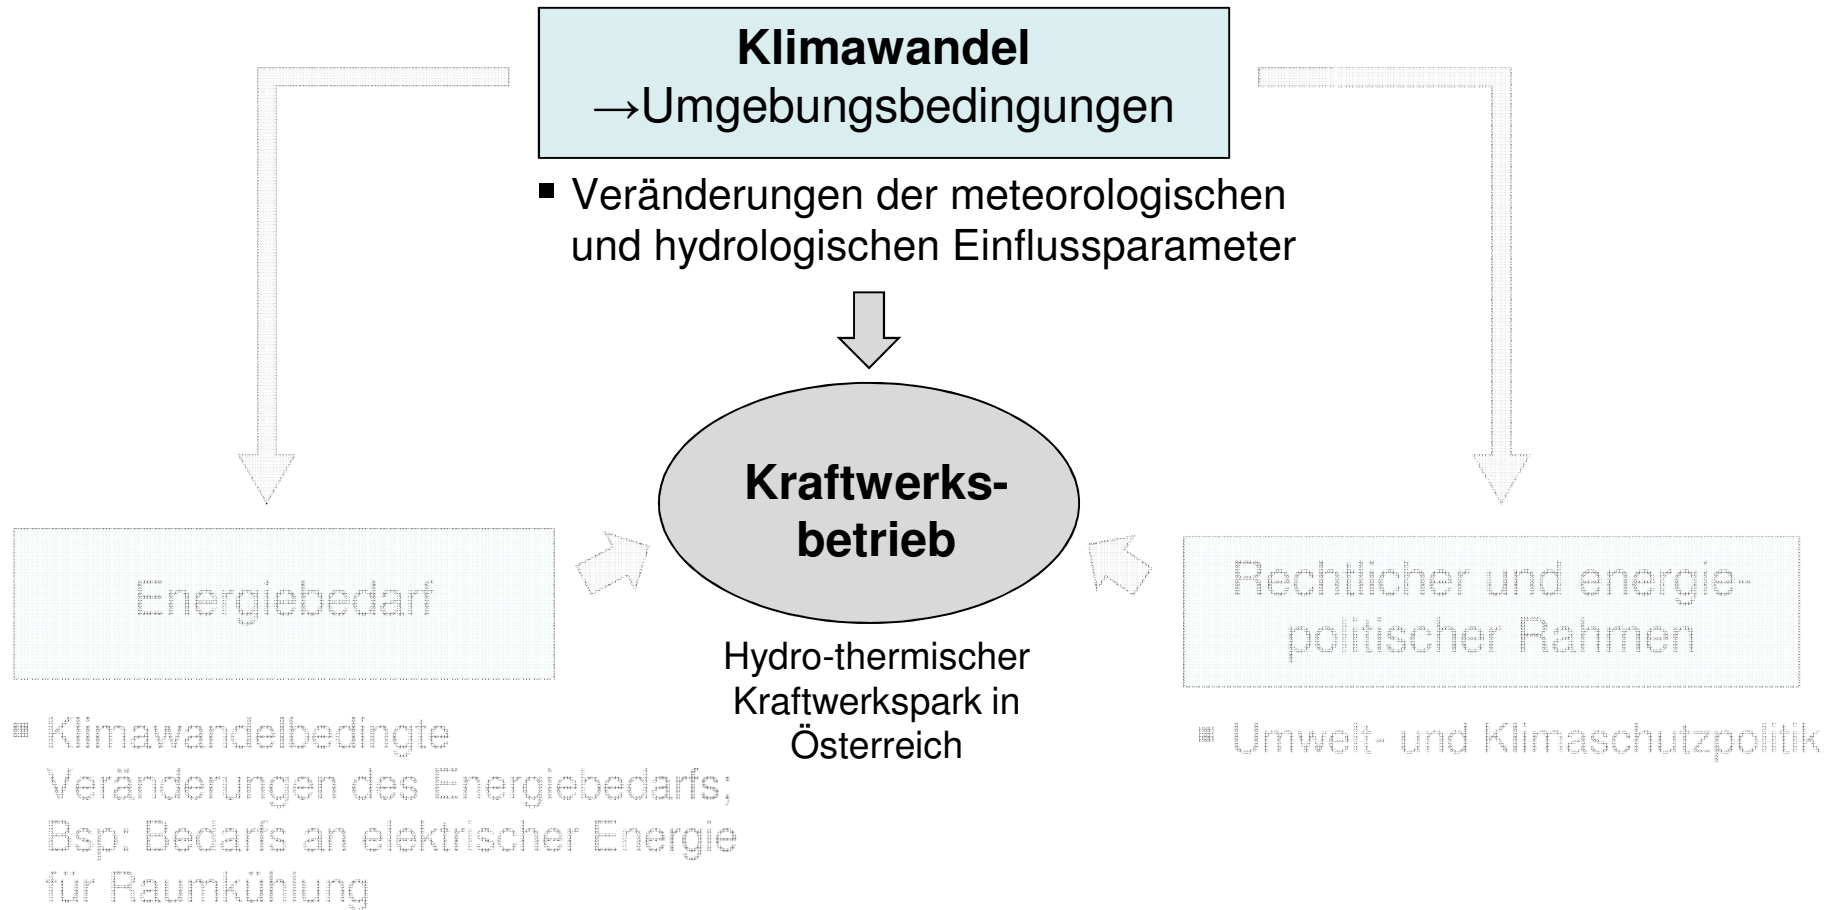 Klimawandel
→Umgebungsbedingungen
▪ Veränderungen der meteorologischen
und hydrologischen Einflussparameter
Kraftwerks-
betrieb
Hydro-thermischer
Kraftwerkspark in
Österreich
Energiebedarf
▪ Klimawandelbedingte
Veränderungen des Energiebedarfs;
Bsp: Bedarfs an elektrischer Energie
für Raumkühlung
Rechtlicher und energie-
politischer Rahmen
▪ Umwelt- und Klimaschutzpolitik